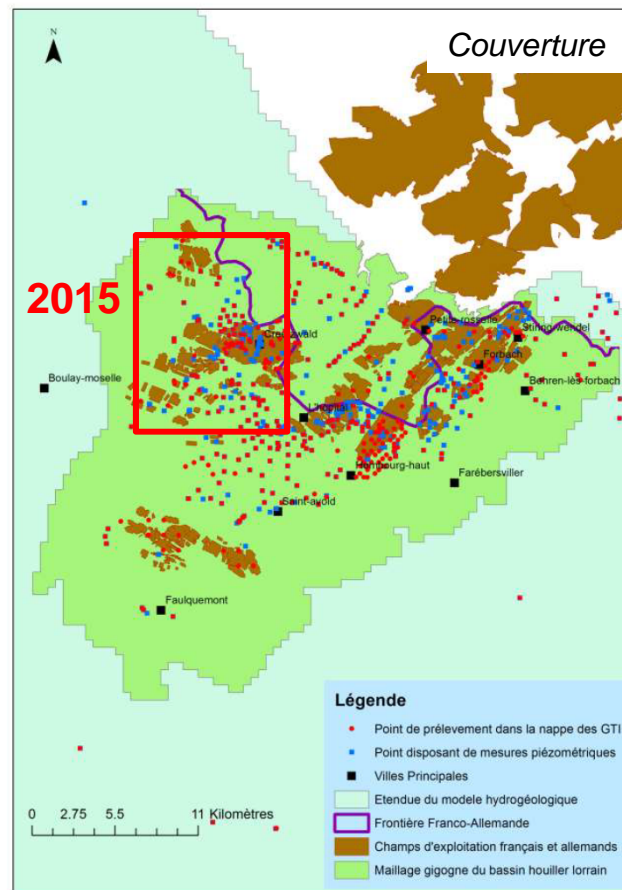 Couverture
N
2015
Petite-rosselle
Stiring-wendel
Creutzwald
Forbach
Boulay-moselle
Behren-lès-forbach
L'hopital
Hombourg-haut
Farébersviller
Saint-avold
Faulquemont
Légende
Point de prélevement dans la nappe des GTI
Point disposant de mesures piézométriques
Villes Principales
Etendue du modele hydrogéologique
Frontière Franco-Allemande
Champs d'exploitation français et allemands
Maillage gigogne du bassin houiller lorrain
0 2.75 5.5 11 Kilomètres